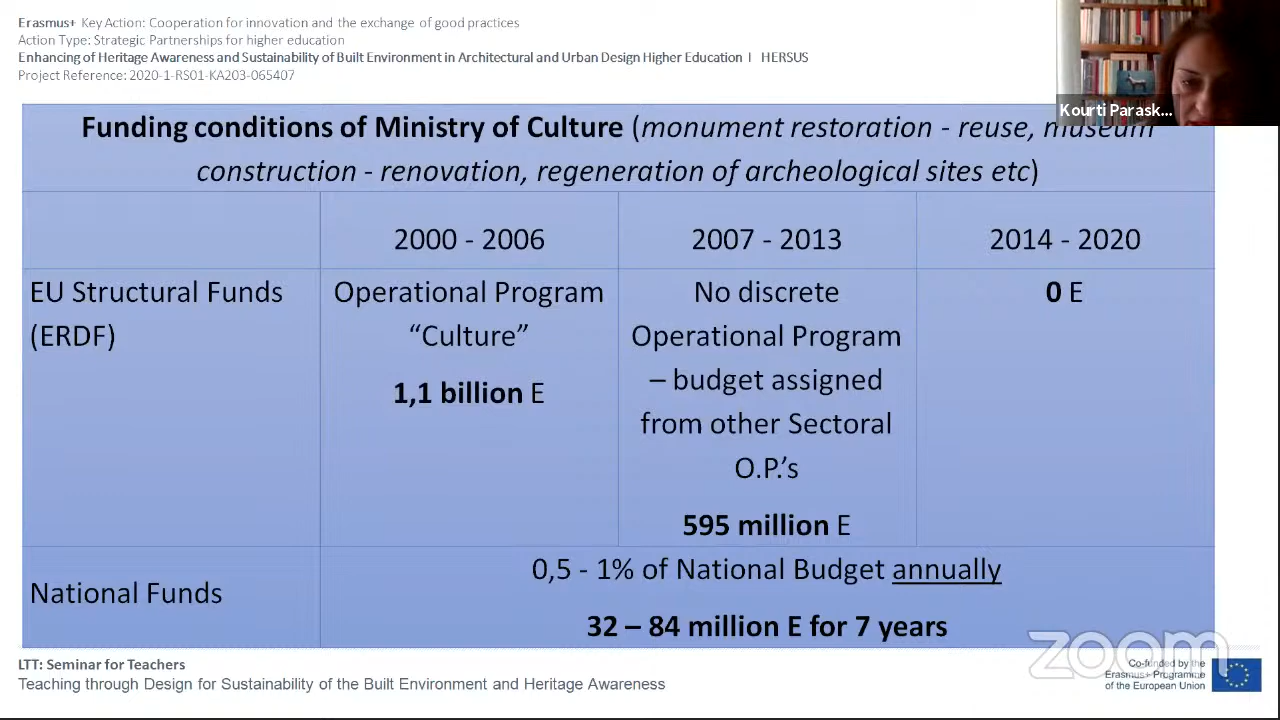 Erasmus+ Key Action: Cooperation for innovation and the exchange of good practices
Action Type: Strategic Partnerships for higher education
Enhancing of Heritage Awareness and Sustainability of Built Environment in Architectural and Urban Design Higher Education I HERSUS
Project Reference: 2020-1-RS01-KA203-065407
Kourti Parask...
Funding conditions of Ministry of Culture (monument restoration - reuse, museum
construction - renovation, regeneration of archeological sites etc)
2000 - 2006
2007 - 2013
2014 - 2020
EU Structural Funds
(ERDF)
Operational Program
“Culture”
1,1 billion E
No discrete
Operational Program
– budget assigned
from other Sectoral
O.P.’s
595 million E
0 E
National Funds
0,5 - 1% of National Budget annually
32 – 84 million E for 7 years
zoom
LTT: Seminar for Teachers
Teaching through Design for Sustainability of the Built Environment and Heritage Awareness
Co-funded by the
Erasmus+ Programme
of the European Union